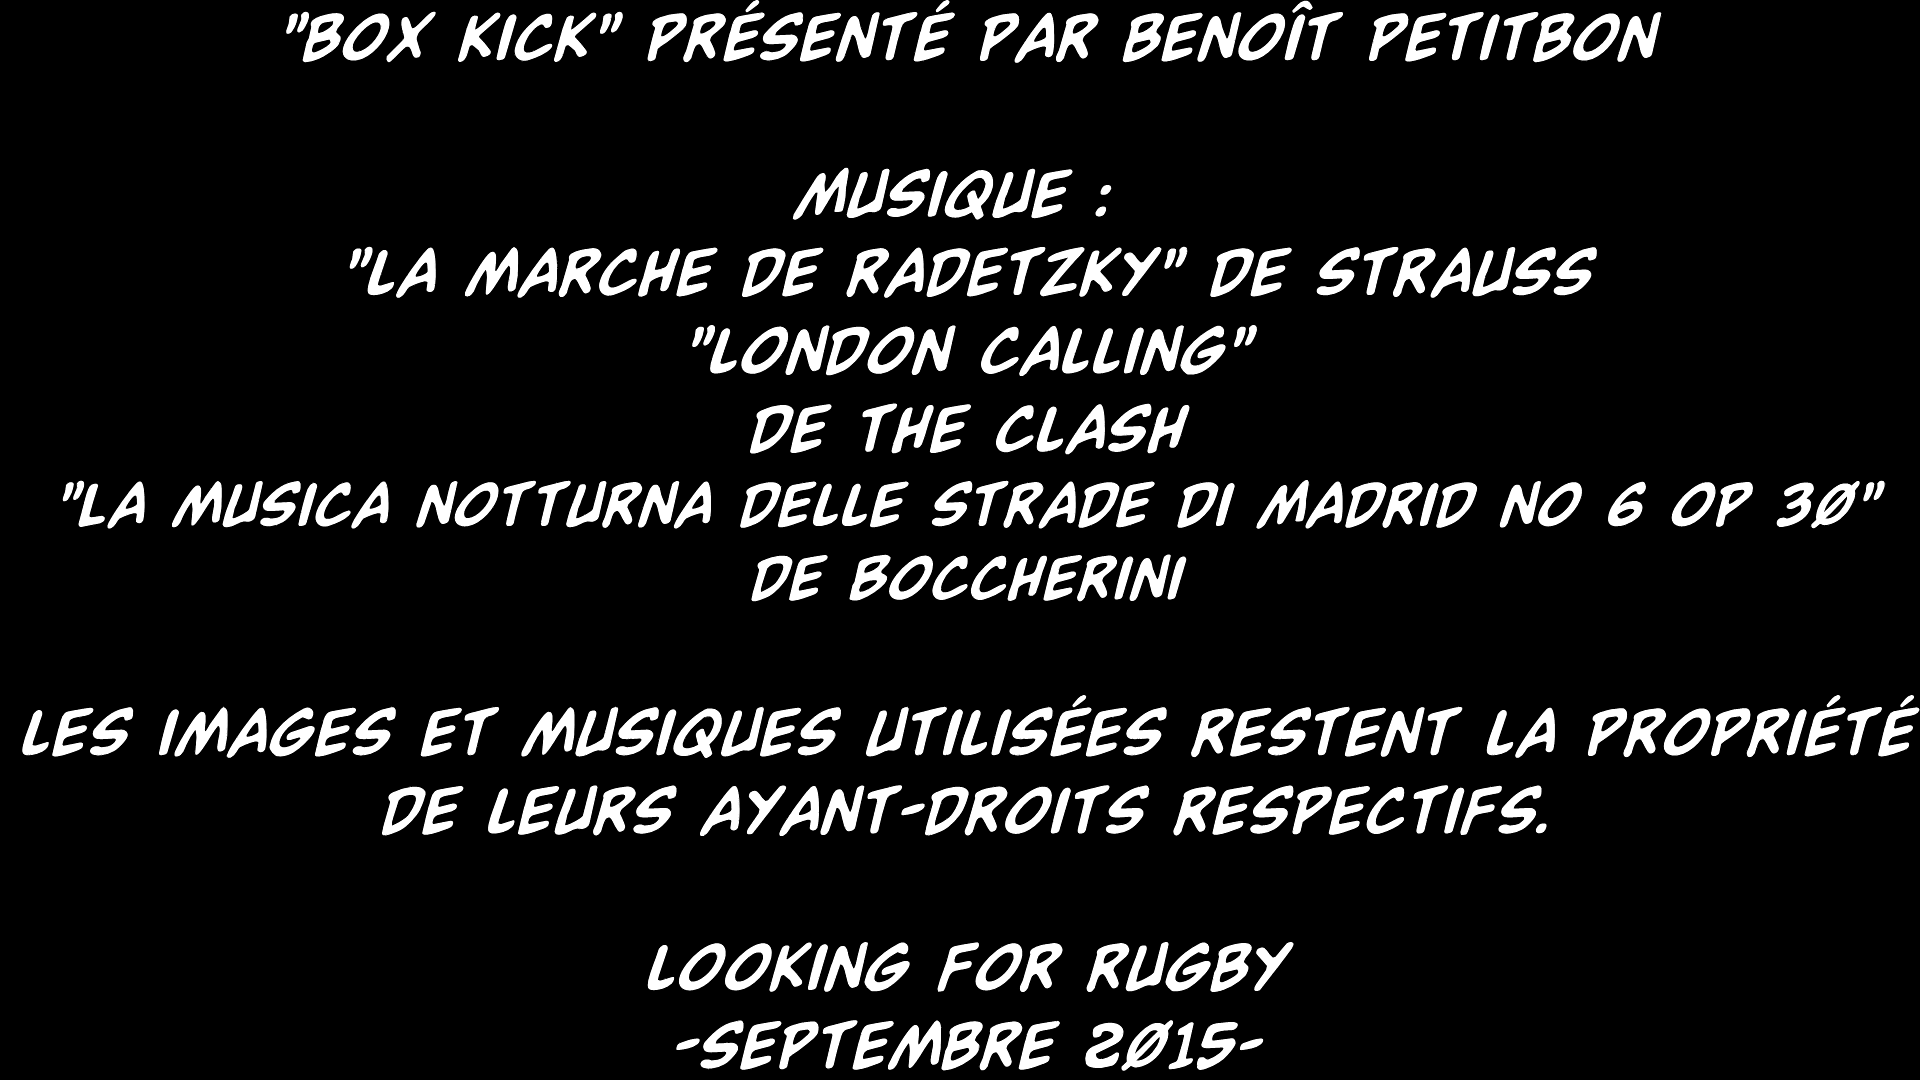 "BOX KICK" PRÉSENTÉ PAR BENOÎT PETITBON
MUSIQUE :
"LA MARCHE DE RADETZKY" DE STRAUSS
"LONDON CALLING"
DE THE CLASH
"LA MUSICA NOTTURNA DELLE STRADE DI MADRID NO 6 OP 30"
DE BOCCHERINI
LES IMAGES ET MUSIQUES UTILISÉES RESTENT LA PROPRIÉTÉ
DE LEURS AYANT-DROITS RESPECTIFS.
LOOKING FOR RUGBY
-SEPTEMBRE 2015-